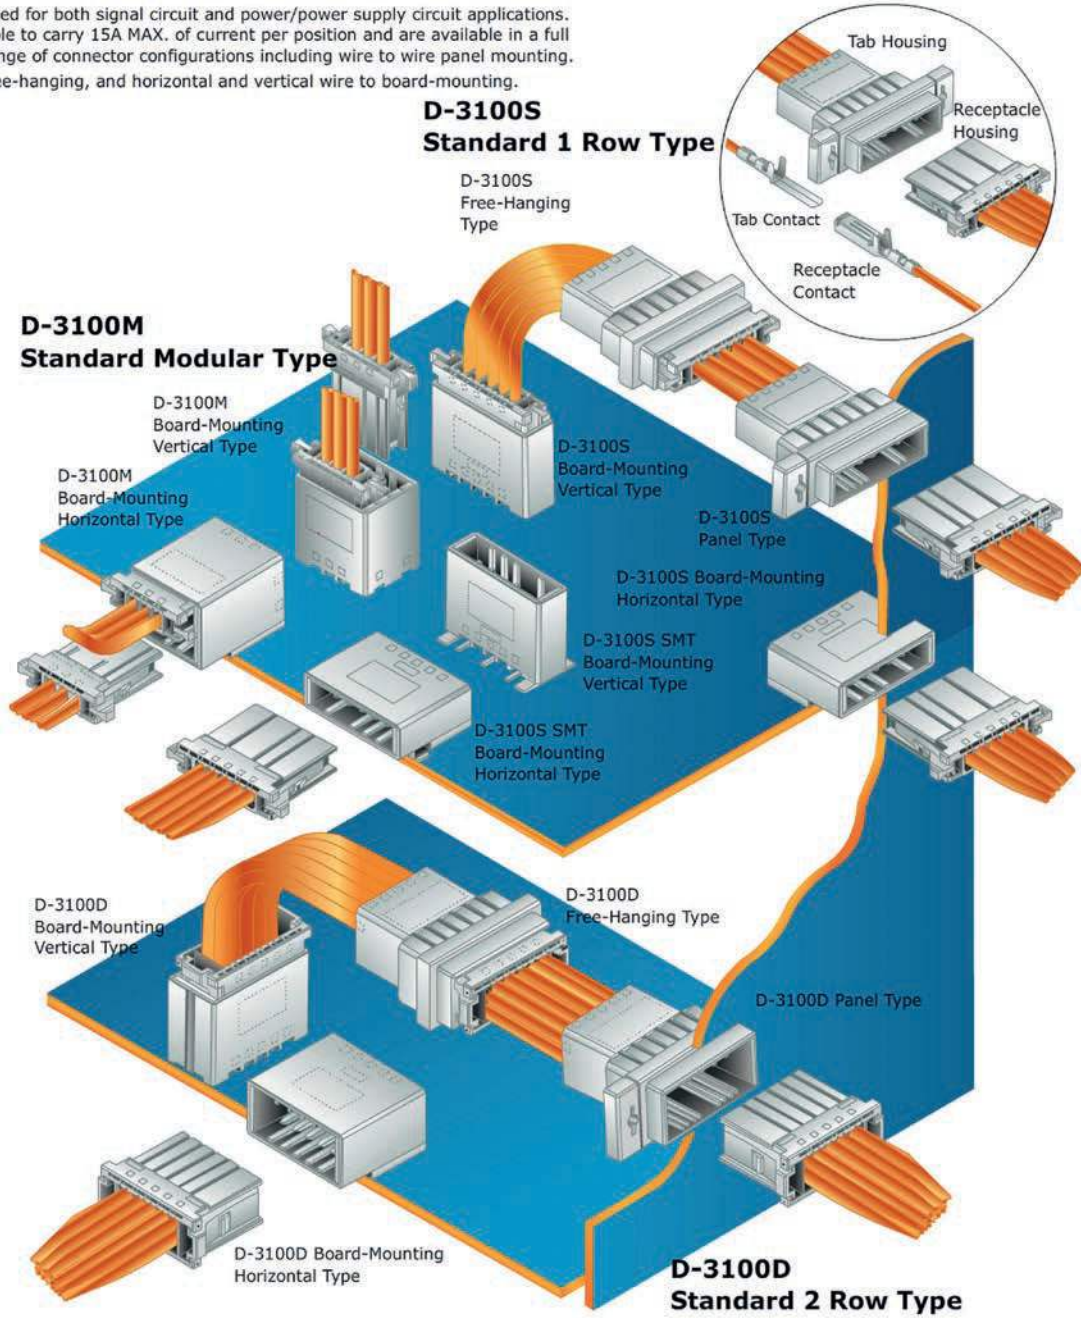 ed for both signal circuit and power/power supply circuit applications.
le to carry 15A MAX. of current per position and are available in a full
nge of connector configurations including wire to wire panel mounting.
ee-hanging, and horizontal and vertical wire to board-mounting.
Tab Housing
Receptacle
Housing
Tab Contact
Receptacle
Contact
D-3100S
Standard 1 Row Type
D-3100S
Free-Hanging
Type
D-3100M
Standard Modular Type
D-3100M
Board-Mounting
Vertical Type
D-3100M
Board-Mounting
Horizontal Type
D-3100S
Board-Mounting
Vertical Type
D-3100S
Panel Type
D-3100S Board-Mounting
Horizontal Type
D-3100S SMT
Board-Mounting
Vertical Type
D-3100S SMT
Board-Mounting
Horizontal Type
D-3100D
Board-Mounting
Vertical Type
D-3100D
Free-Hanging Type
D-3100D Panel Type
D-3100D Board-Mounting
Horizontal Type
D-3100D
Standard 2 Row Type